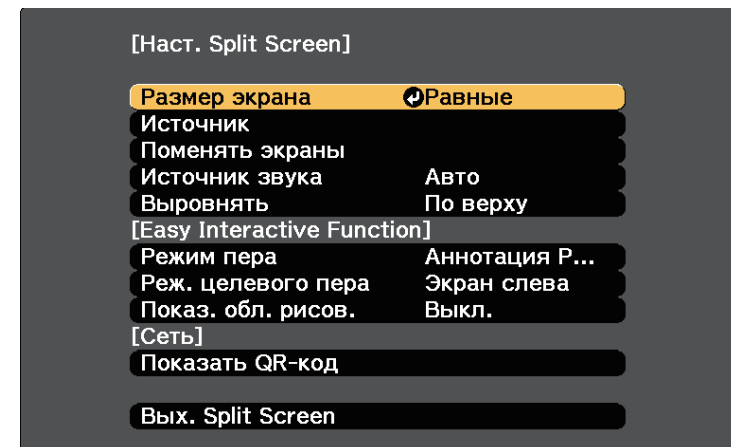 [Наст. Split Screen]
Размер экрана Равные
Источник
Поменять экраны
Источник звука Авто
Выровнять По верху
[Easy Interactive Function]
Режим пера Аннотация P...
Реж. целевого пера Экран слева
Показ. обл. рисов. Выкл.
[Сеть]
Показать QR-код
Вых. Split Screen